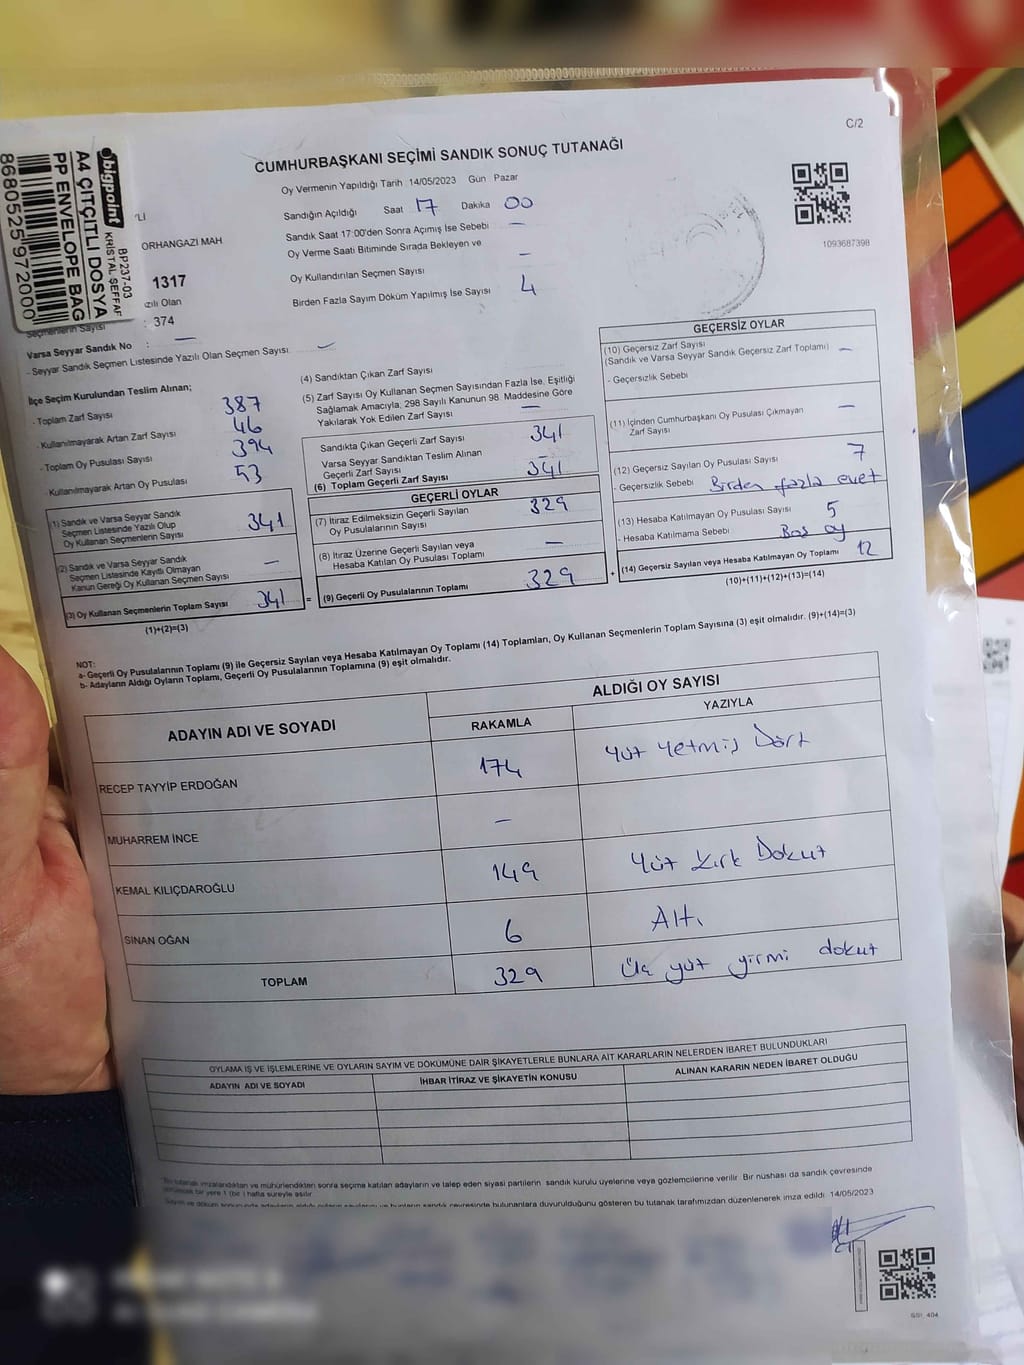 C/2
CUMHURBAŞKANI SEÇİMİ SANDIK SONUÇ TUTANAĞI
Oy Vermenin Yapıldığı Tarih 14/05/2023 Gün Pazar
Sandığın Açıldığı Saat 17 Dakika 00
Sandık Saat 17:00'den Sonra Açımış İse Sebebi —
Oy Verme Saati Bitiminde Sırada Bekleyen ve
Oy Kullandırılan Seçmen Sayısı —
Birden Fazla Sayım Döküm Yapılmış İse Sayısı 4
1093687398
bigpoint
KRİSTAL ŞEFFAF
BP237-03
A4 ÇITÇITLI DOSYA
PP ENVELOPE BAG
8680525972000
ORHANGAZI MAH
1317
zılı Olan
Seçmenlerin Sayısı : 374
Varsa Seyyar Sandık No : —
- Seyyar Sandık Seçmen Listesinde Yazılı Olan Seçmen Sayısı: —
İlçe Seçim Kurulundan Teslim Alınan;
- Toplam Zarf Sayısı 387
- Kullanılmayarak Artan Zarf Sayısı 46
- Toplam Oy Pusulası Sayısı 394
- Kullanılmayarak Artan Oy Pusulası 53
(1) Sandık ve Varsa Seyyar Sandık
Seçmen Listesinde Yazılı Olup
Oy Kullanan Seçmenlerin Sayısı 341
(2) Sandık ve Varsa Seyyar Sandık
Seçmen Listesinde Kayıtlı Olmayan
Kanun Gereği Oy Kullanan Seçmen Sayısı —
(3) Oy Kullanan Seçmenlerin Toplam Sayısı 341 =
(1)+(2)=(3)
(4) Sandıktan Çıkan Zarf Sayısı
(5) Zarf Sayısı Oy Kullanan Seçmen Sayısından Fazla İse, Eşitliği
Sağlamak Amacıyla; 298 Sayılı Kanunun 98. Maddesine Göre
Yakılarak Yok Edilen Zarf Sayısı —
Sandıkta Çıkan Geçerli Zarf Sayısı 341
Varsa Seyyar Sandıktan Teslim Alınan
Geçerli Zarf Sayısı —
(6) Toplam Geçerli Zarf Sayısı 341
GEÇERLİ OYLAR
(7) İtiraz Edilmeksizin Geçerli Sayılan
Oy Pusulalarının Sayısı 329
(8) İtiraz Üzerine Geçerli Sayılan veya
Hesaba Katılan Oy Pusulası Toplamı —
(9) Geçerli Oy Pusulalarının Toplamı 329 +
GEÇERSİZ OYLAR
(10) Geçersiz Zarf Sayısı
(Sandık ve Varsa Seyyar Sandık Geçersiz Zarf Toplamı) —
- Geçersizlik Sebebi
(11) İçinden Cumhurbaşkanı Oy Pusulası Çıkmayan
Zarf Sayısı —
(12) Geçersiz Sayılan Oy Pusulası Sayısı 7
- Geçersizlik Sebebi Birden fazla evet
(13) Hesaba Katılmayan Oy Pusulası Sayısı 5
- Hesaba Katılmama Sebebi Boş oy
(14) Geçersiz Sayılan veya Hesaba Katılmayan Oy Toplamı 12
(10)+(11)+(12)+(13)=(14)
NOT:
a- Geçerli Oy Pusulalarının Toplamı (9) ile Geçersiz Sayılan veya Hesaba Katılmayan Oy Toplamı (14) Toplamları, Oy Kullanan Seçmenlerin Toplam Sayısına (3) eşit olmalıdır. (9)+(14)=(3)
b- Adayların Aldığı Oyların Toplamı, Geçerli Oy Pusulalarının Toplamına (9) eşit olmalıdır.
ADAYIN ADI VE SOYADI
ALDIĞI OY SAYISI
RAKAMLA YAZIYLA
RECEP TAYYİP ERDOĞAN 174 Yüz Yetmiş Dört
MUHARREM İNCE —
KEMAL KILIÇDAROĞLU 149 Yüz Kırk Dokuz
SİNAN OĞAN 6 Altı
TOPLAM 329 Üç yüz yirmi dokuz
OYLAMA İŞ VE İŞLEMLERİNE VE OYLARIN SAYIM VE DÖKÜMÜNE DAİR ŞİKAYETLERLE BUNLARA AİT KARARLARIN NELERDEN İBARET BULUNDUKLARI
ADAYIN ADI VE SOYADI İHBAR İTİRAZ VE ŞİKAYETİN KONUSU ALINAN KARARIN NEDEN İBARET OLDUĞU
Bu tutanak imzalandıktan ve mühürlendikten sonra seçime katılan adayların ve talep eden siyasi partilerin sandık kurulu üyelerine veya gözlemcilerine verilir. Bir nüshası da sandık çevresinde
görülecek bir yere 1 (bir) hafta süreyle asılır.
bulunanlara duyurulduğunu gösteren bu tutanak tarafımızdan düzenlenerek imza edildi. 14/05/2023
GSI_404